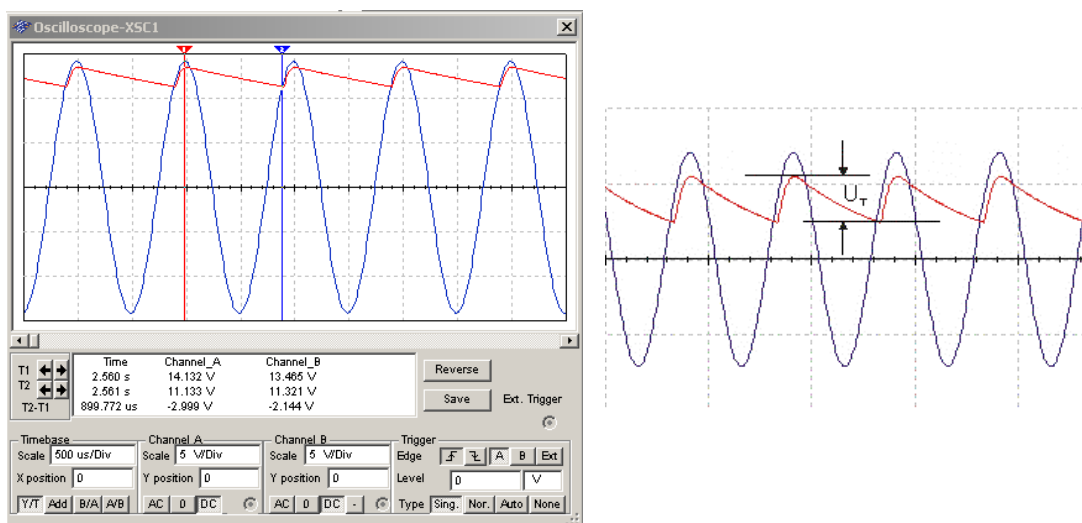 Oscilloscope-XSC1
1 2
T1
T2
T2-T1
Time Channel_A Channel_B
2.560 s 14.132 V 13.465 V
2.561 s 11.133 V 11.321 V
899.772 us -2.999 V -2.144 V
Reverse
Save
Ext. Trigger
Timebase
Scale 500 us/Div
X position 0
Y/T Add B/A A/B
Channel A
Scale 5 V/Div
Y position 0
AC 0 DC
Channel B
Scale 5 V/Div
Y position 0
AC 0 DC -
Trigger
Edge A B Ext
Level 0 V
Type Sing. Nor. Auto None
UT